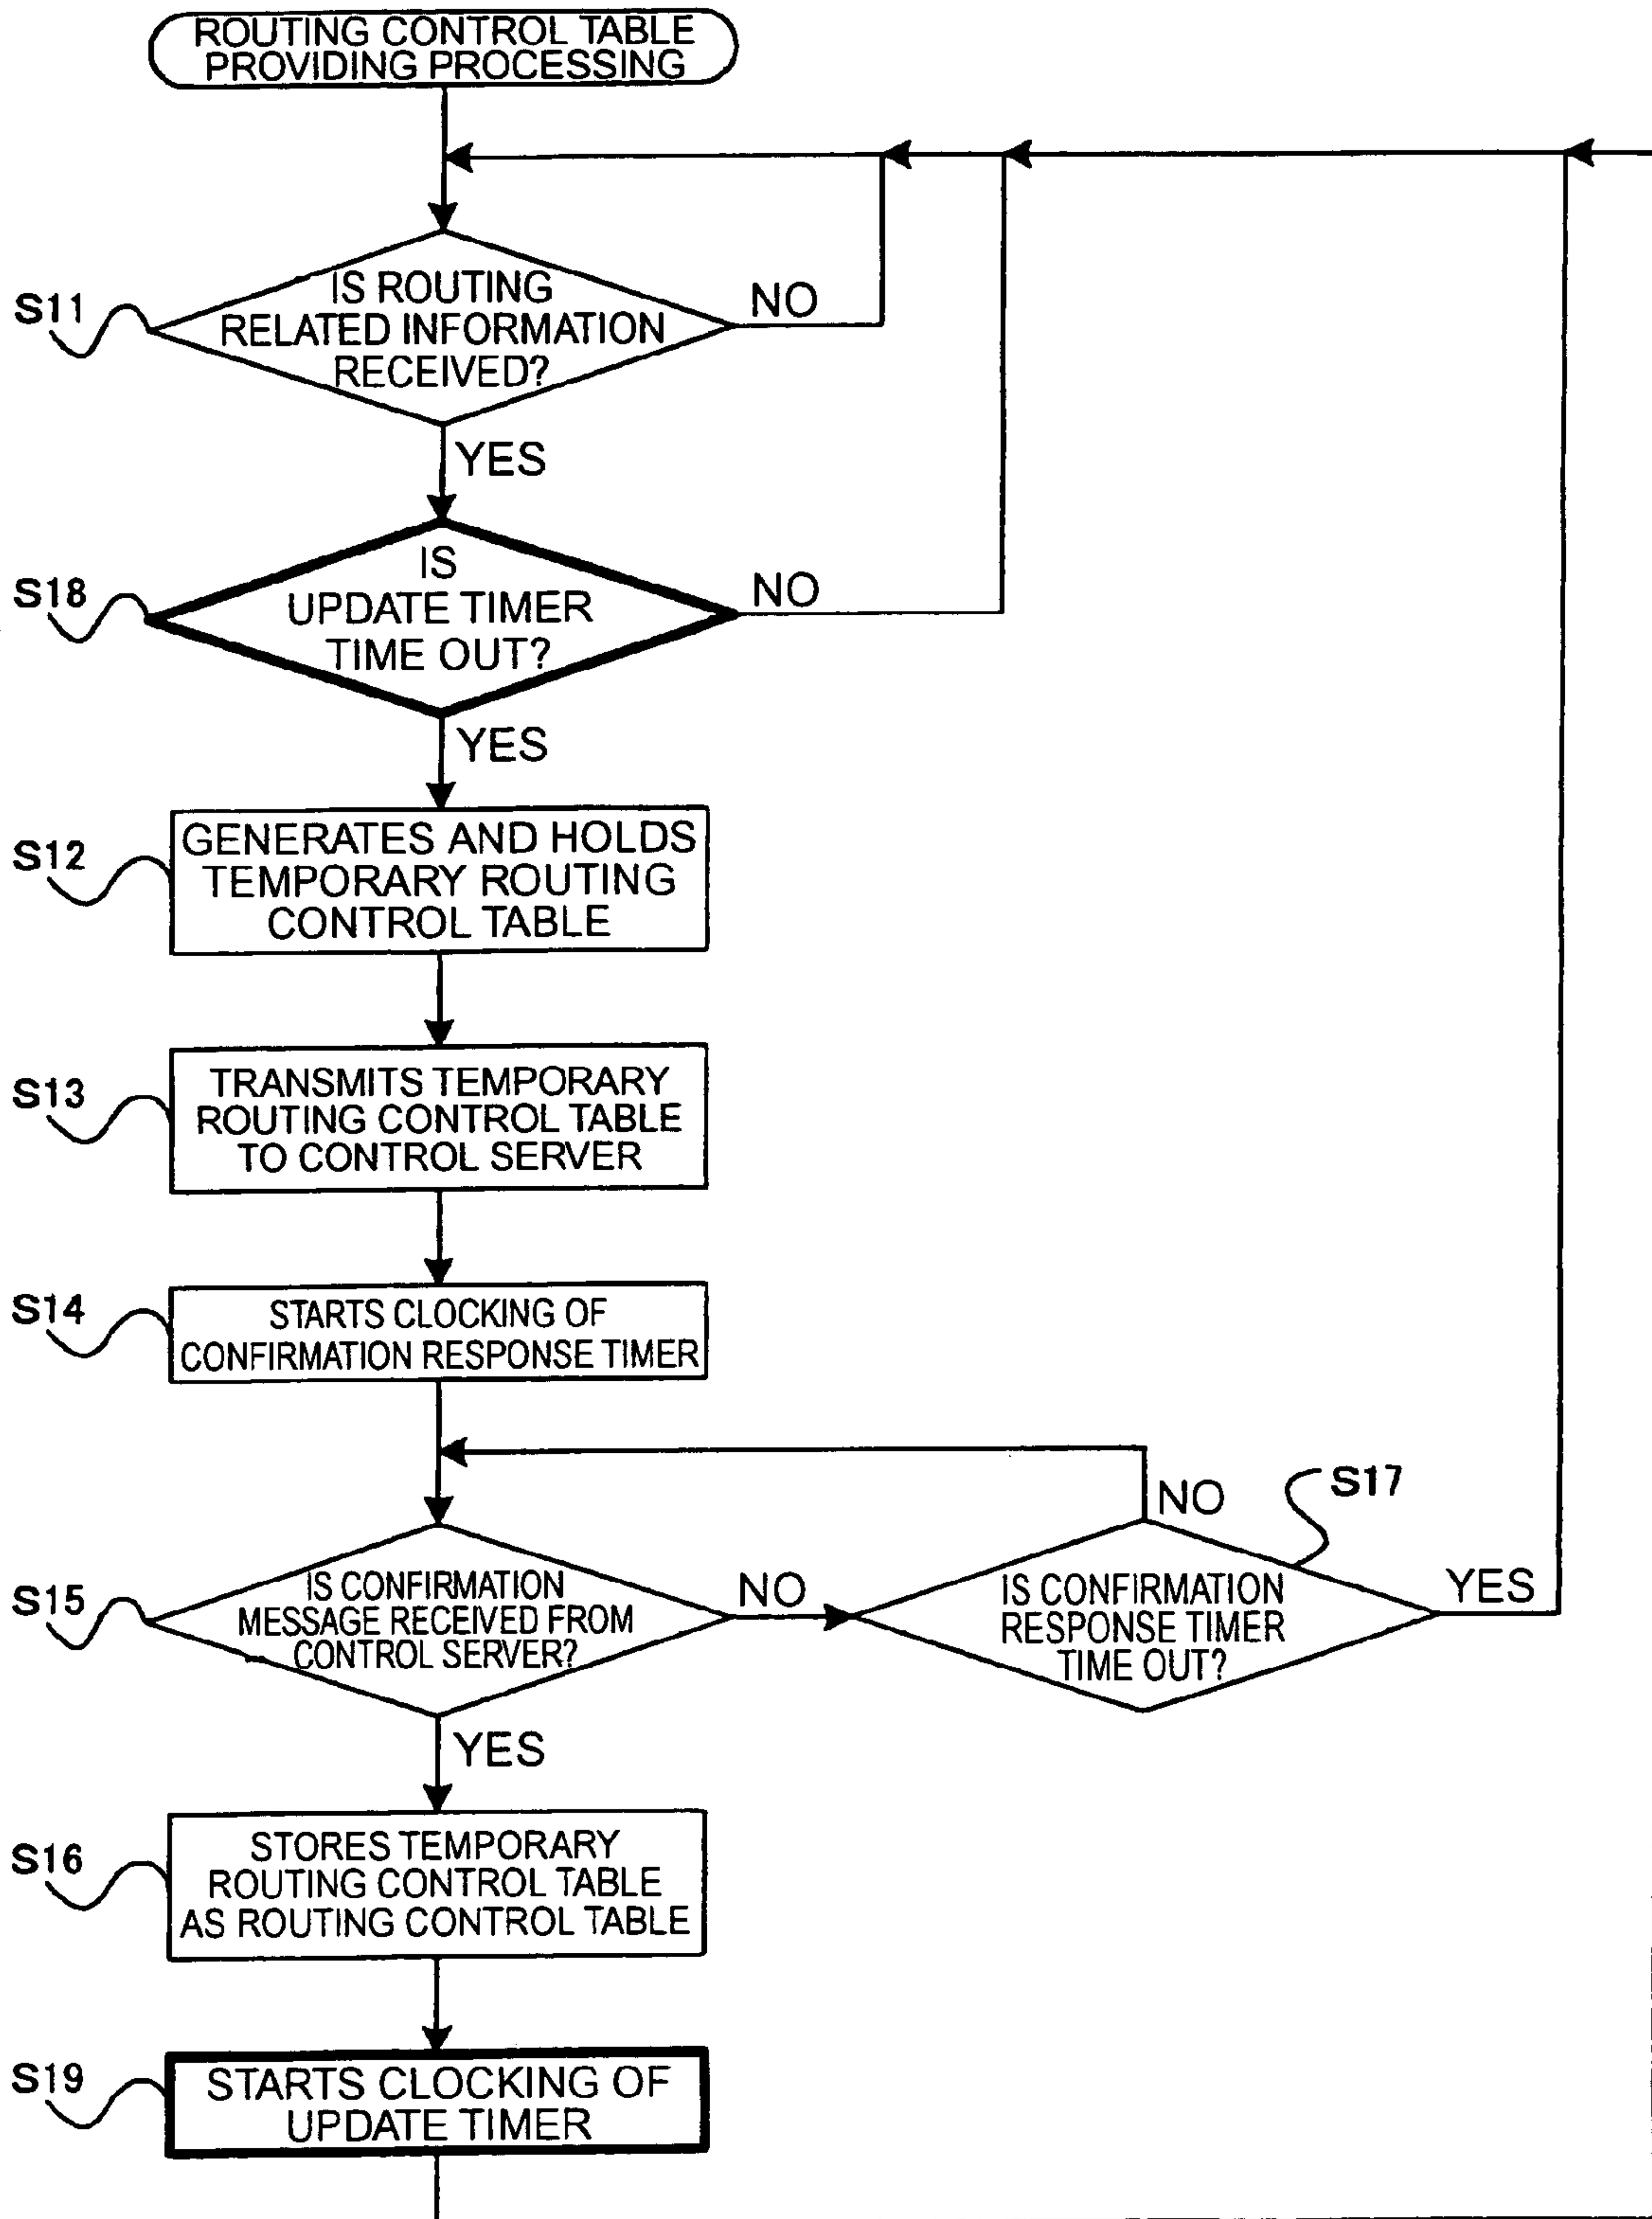 ROUTING CONTROL TABLE
PROVIDING PROCESSING
S11
IS ROUTING
RELATED INFORMATION
RECEIVED?
NO
YES
S18
IS
UPDATE TIMER
TIME OUT?
NO
YES
S12
GENERATES AND HOLDS
TEMPORARY ROUTING
CONTROL TABLE
S13
TRANSMITS TEMPORARY
ROUTING CONTROL TABLE
TO CONTROL SERVER
S14
STARTS CLOCKING OF
CONFIRMATION RESPONSE TIMER
S15
IS CONFIRMATION
MESSAGE RECEIVED FROM
CONTROL SERVER?
NO
S17
NO
IS CONFIRMATION
RESPONSE TIMER
TIME OUT?
YES
YES
S16
STORES TEMPORARY
ROUTING CONTROL TABLE
AS ROUTING CONTROL TABLE
S19
STARTS CLOCKING OF
UPDATE TIMER